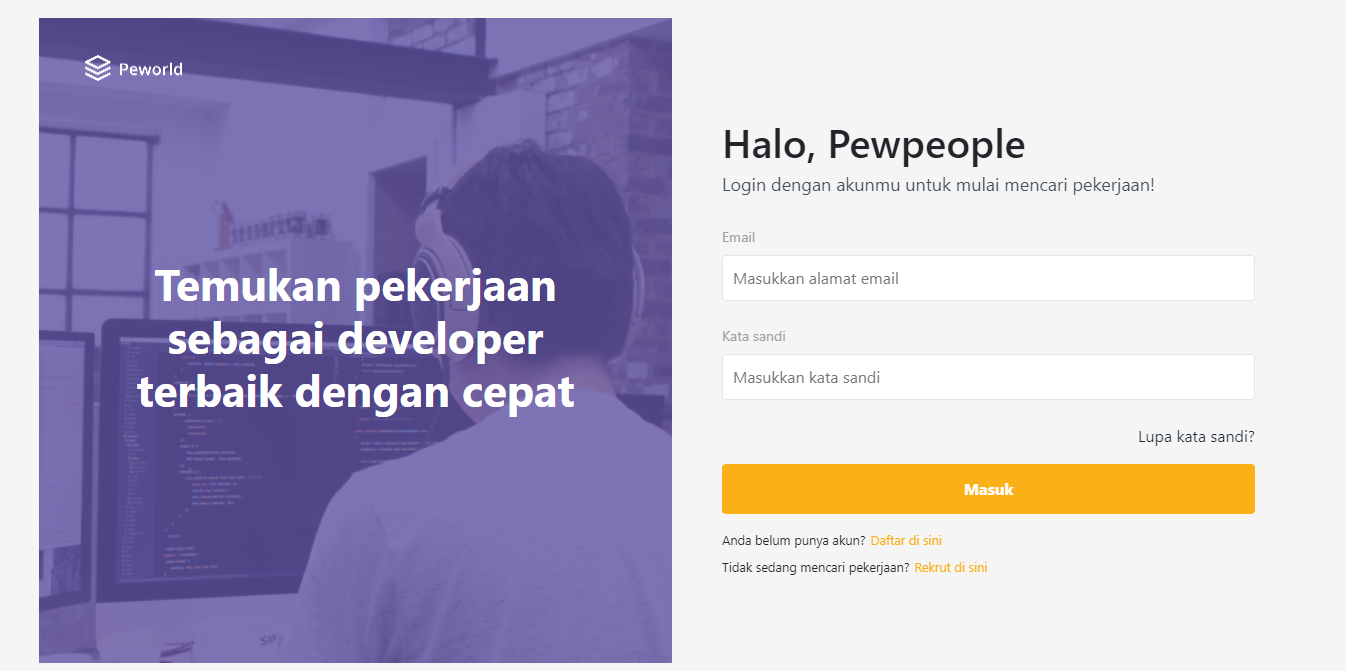 Peworld
Temukan pekerjaan
sebagai developer
terbaik dengan cepat
Halo, Pewpeople
Login dengan akunmu untuk mulai mencari pekerjaan!
Email
Masukkan alamat email
Kata sandi
Masukkan kata sandi
Lupa kata sandi?
Masuk
Anda belum punya akun? Daftar di sini
Tidak sedang mencari pekerjaan? Rekrut di sini